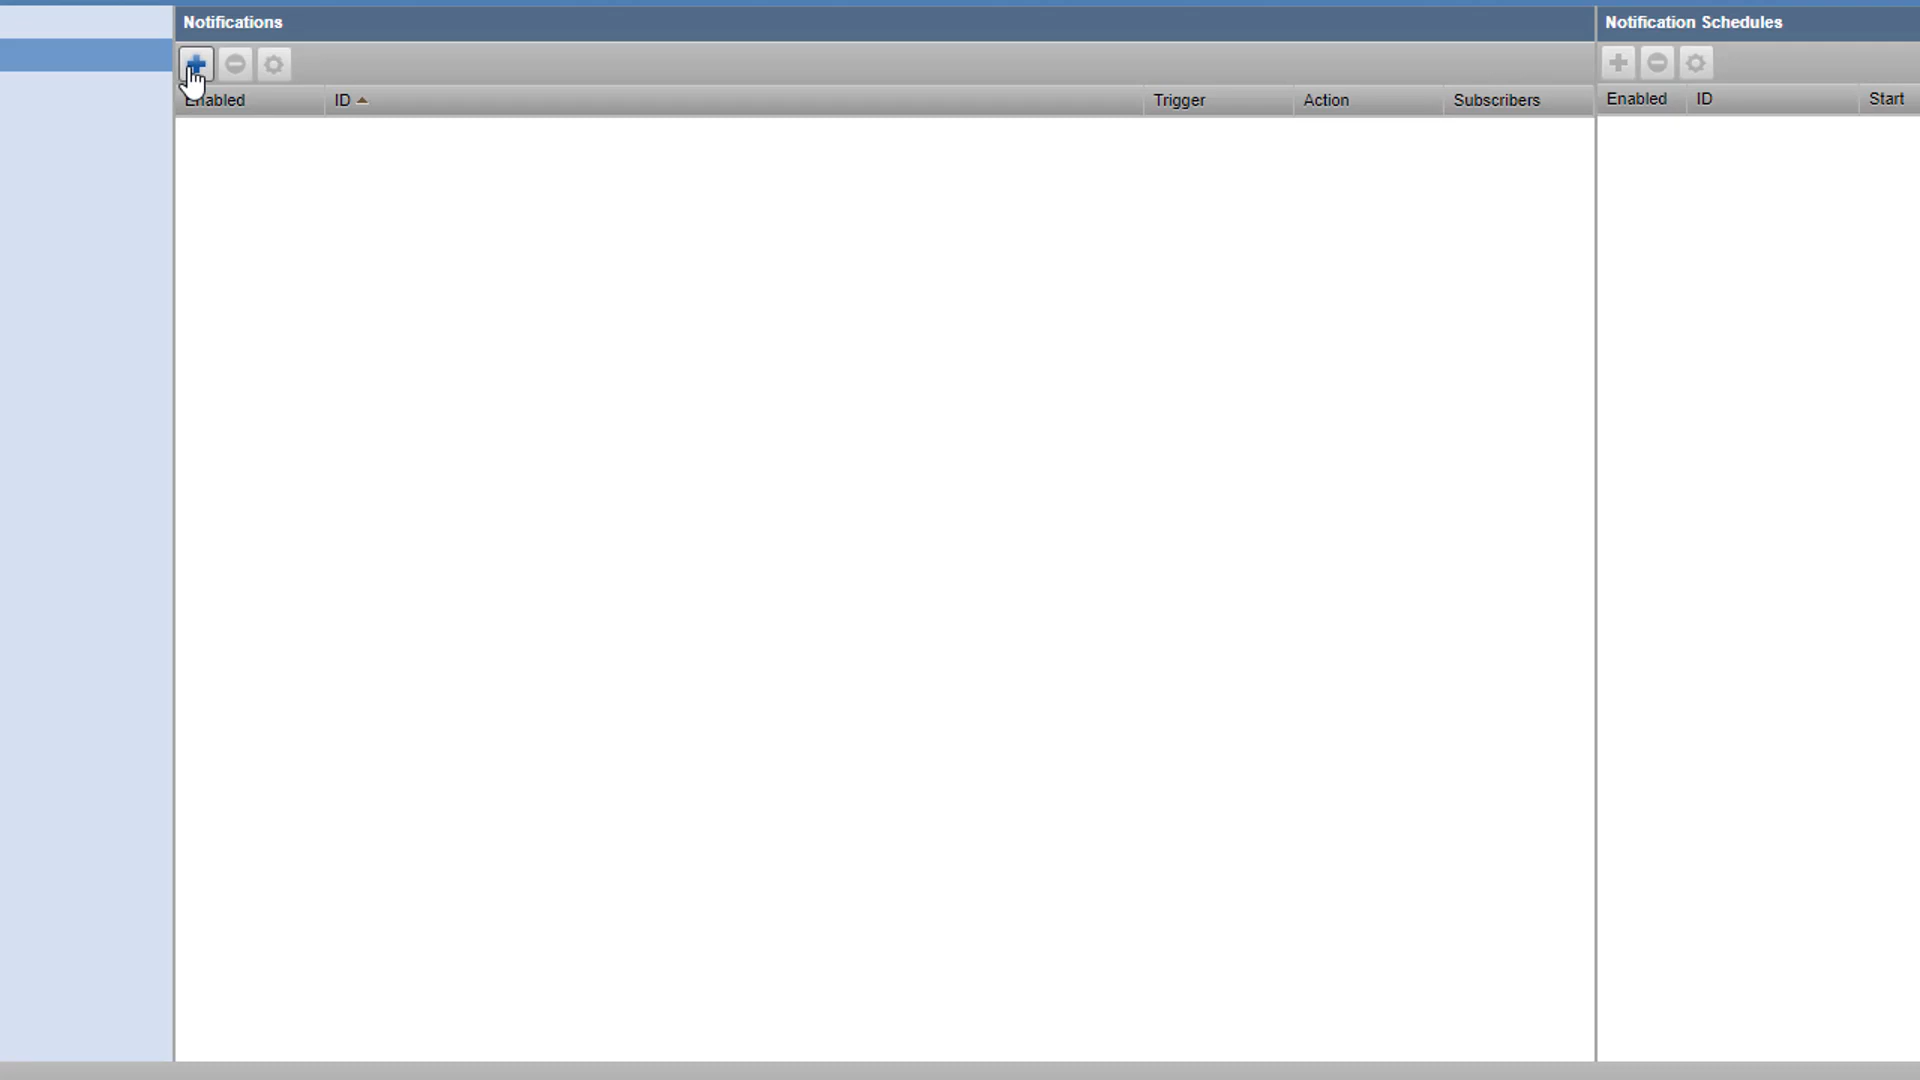 Notifications
Enabled ID Trigger Action Subscribers
Notification Schedules
Enabled ID Start